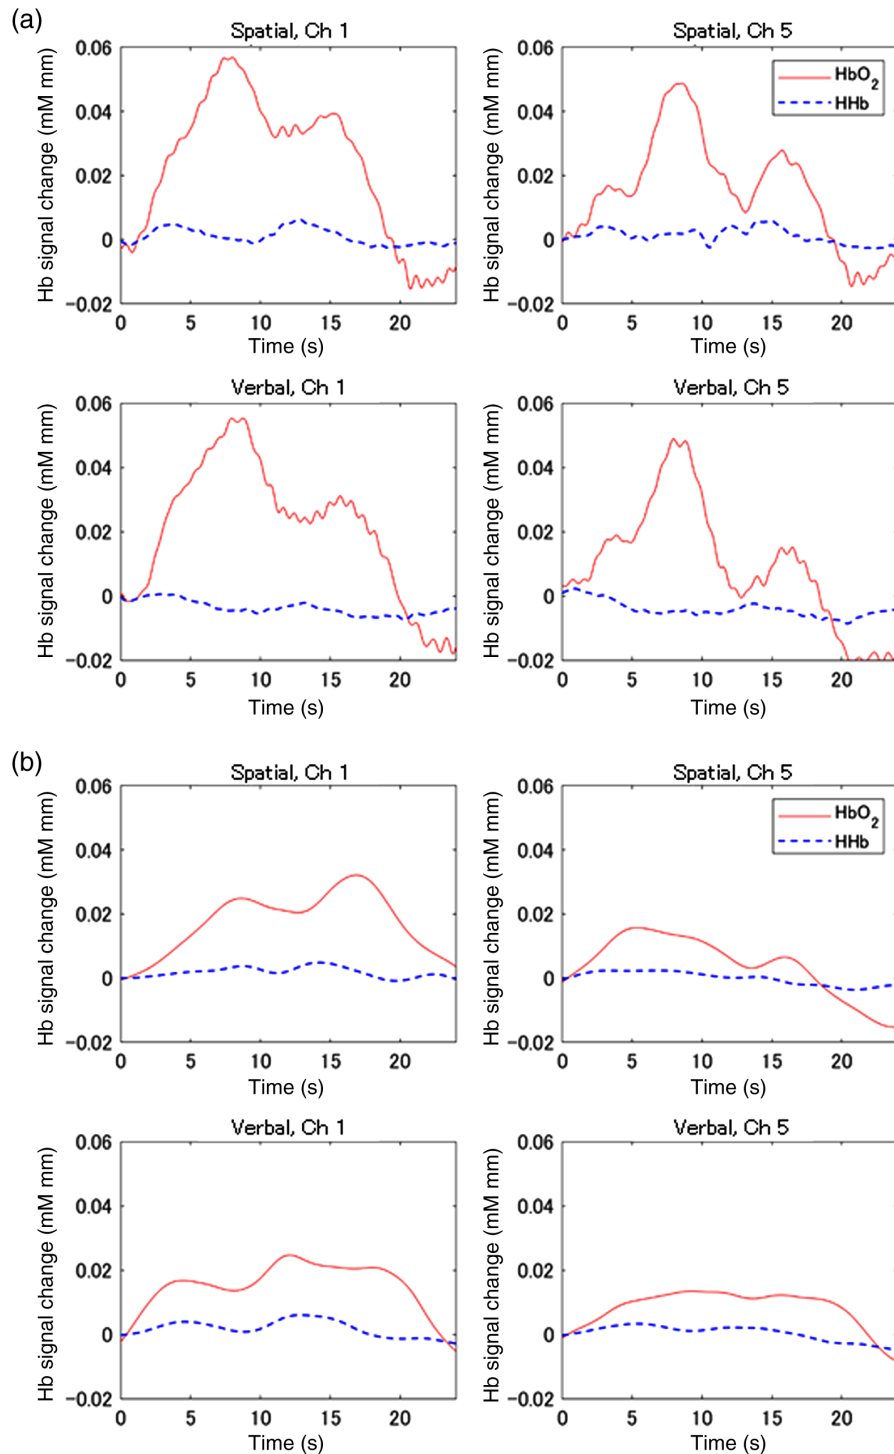 (a)
Spatial, Ch 1
Hb signal change (mM mm)
0.06
0.04
0.02
0
−0.02
0 5 10 15 20
Time (s)
Spatial, Ch 5
HbO2
HHb
Hb signal change (mM mm)
0.06
0.04
0.02
0
−0.02
0 5 10 15 20
Time (s)
Verbal, Ch 1
Hb signal change (mM mm)
0.06
0.04
0.02
0
−0.02
0 5 10 15 20
Time (s)
Verbal, Ch 5
Hb signal change (mM mm)
0.06
0.04
0.02
0
−0.02
0 5 10 15 20
Time (s)
(b)
Spatial, Ch 1
Hb signal change (mM mm)
0.06
0.04
0.02
0
−0.02
0 5 10 15 20
Time (s)
Spatial, Ch 5
HbO2
HHb
Hb signal change (mM mm)
0.06
0.04
0.02
0
−0.02
0 5 10 15 20
Time (s)
Verbal, Ch 1
Hb signal change (mM mm)
0.06
0.04
0.02
0
−0.02
0 5 10 15 20
Time (s)
Verbal, Ch 5
Hb signal change (mM mm)
0.06
0.04
0.02
0
−0.02
0 5 10 15 20
Time (s)